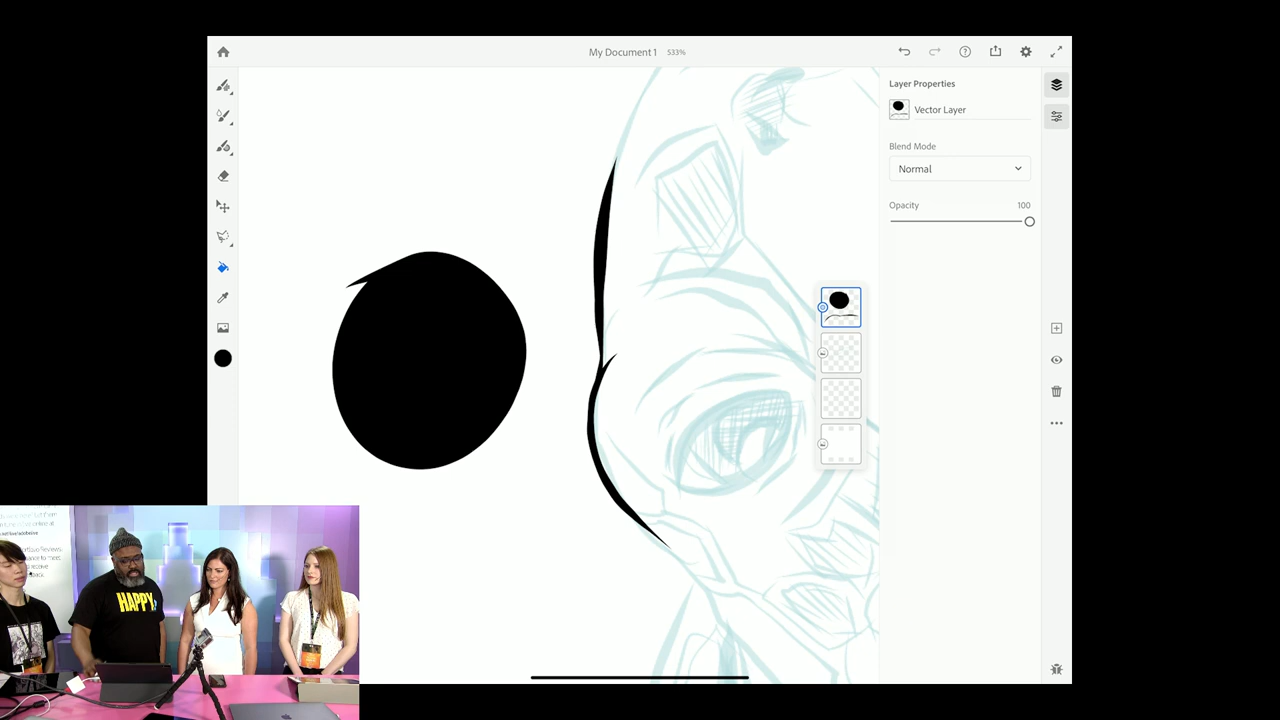 My Document 1 533%
Layer Properties
Vector Layer
Blend Mode
Normal
Opacity 100
HAPPY